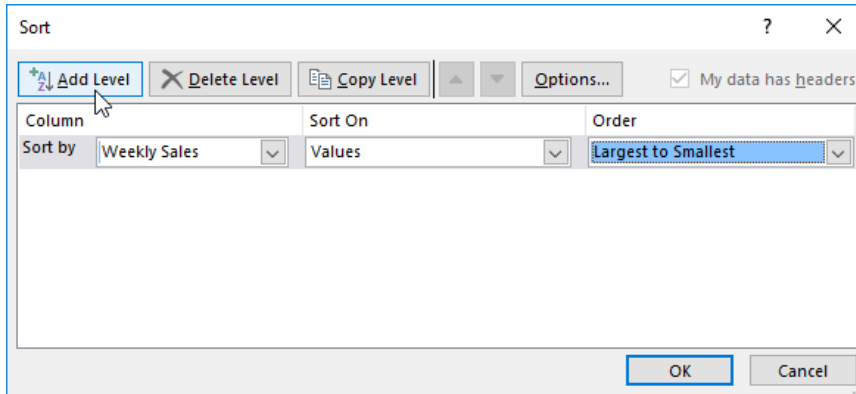 Sort ?
Add Level Delete Level Copy Level Options... My data has headers
Column Sort On Order
Sort by Weekly Sales Values Largest to Smallest
OK Cancel